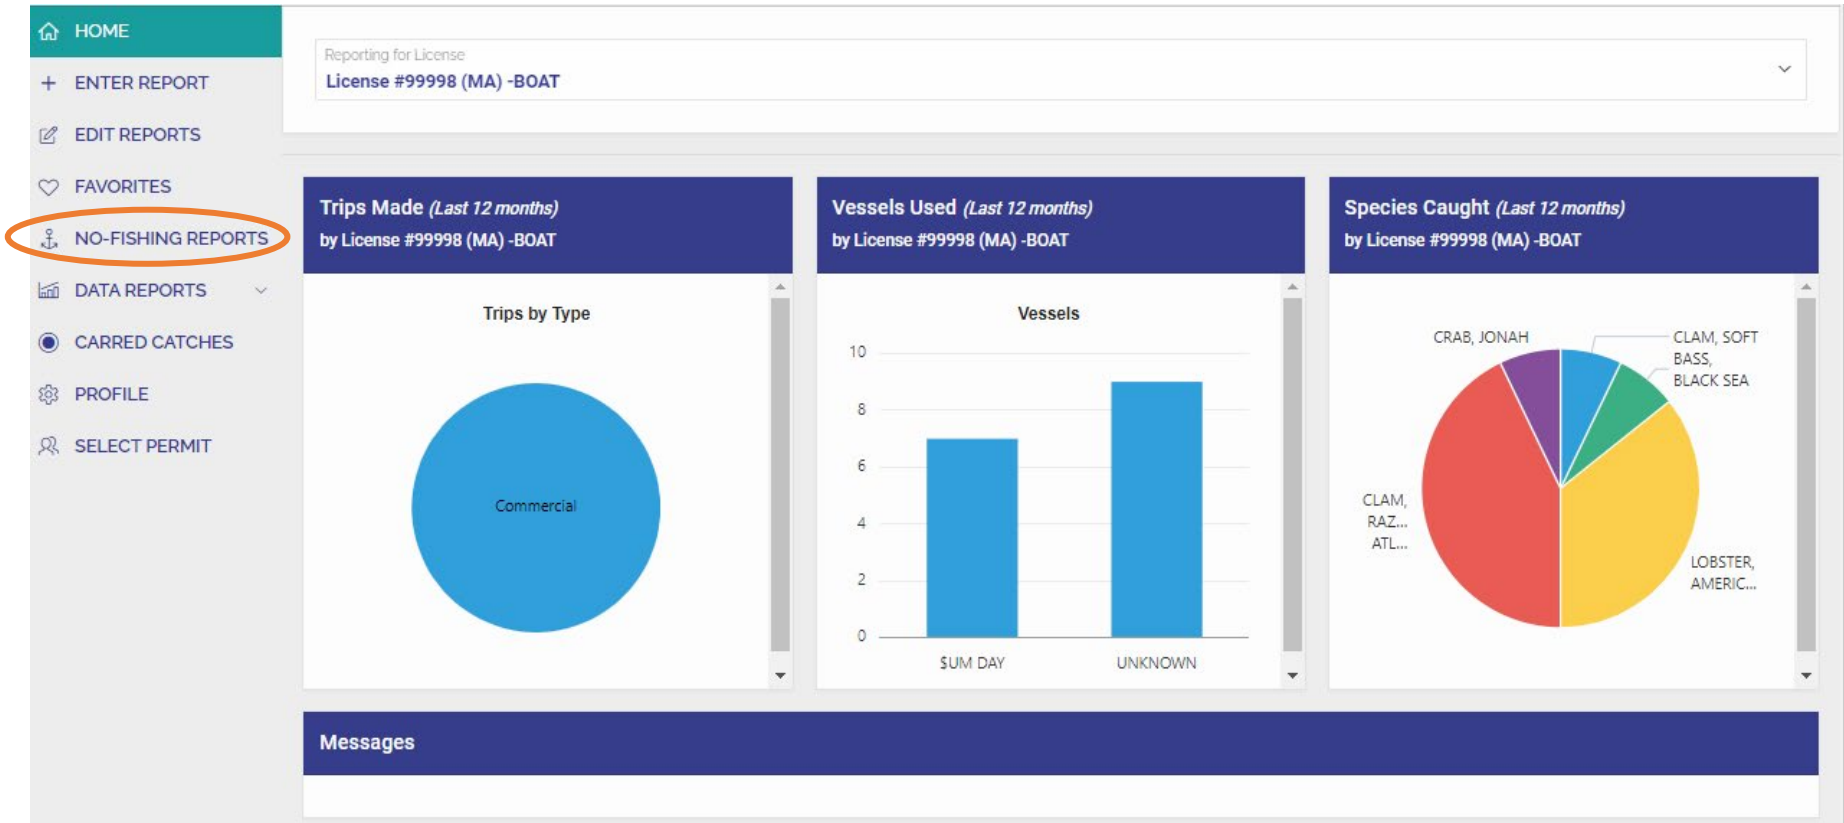 HOME
ENTER REPORT
EDIT REPORTS
FAVORITES
NO-FISHING REPORTS
DATA REPORTS
CARRED CATCHES
PROFILE
SELECT PERMIT
Reporting for License
License #99998 (MA) -BOAT
Trips Made (Last 12 months)
by License #99998 (MA) -BOAT
Trips by Type
Commercial
Vessels Used (Last 12 months)
by License #99998 (MA) -BOAT
Vessels
10
8
6
4
2
0
$UM DAY
UNKNOWN
Species Caught (Last 12 months)
by License #99998 (MA) -BOAT
CRAB, JONAH
CLAM, SOFT
BASS,
BLACK SEA
CLAM,
RAZ...
ATL...
LOBSTER,
AMERIC...
Messages